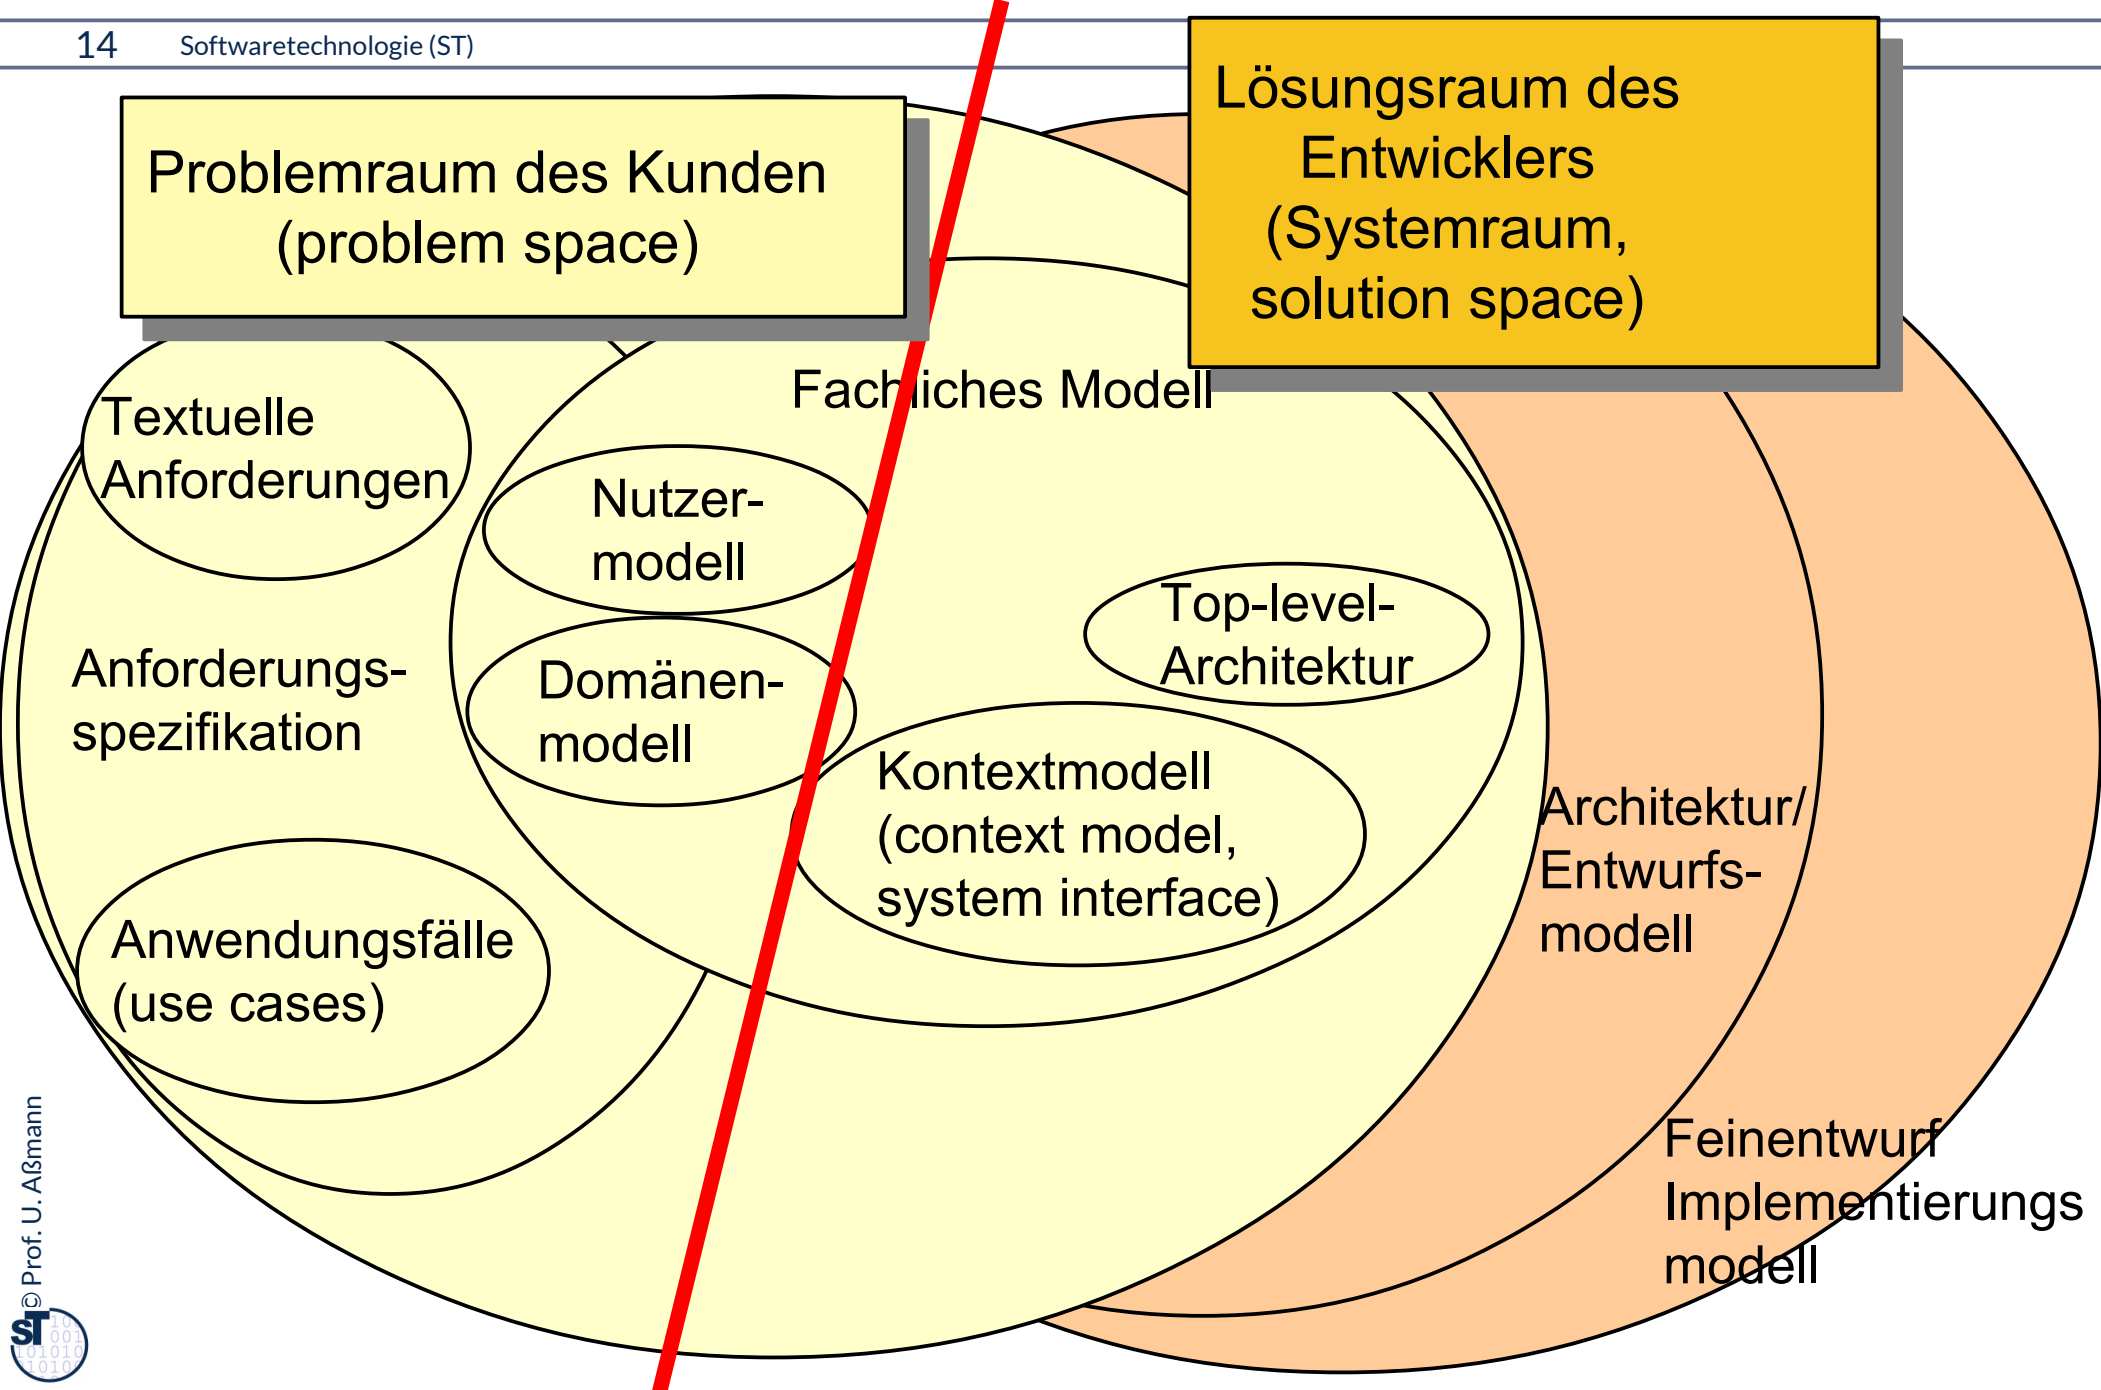 14 Softwaretechnologie (ST)
Problemraum des Kunden
(problem space)
Lösungsraum des
Entwicklers
(Systemraum,
solution space)
Fachliches Modell
Textuelle
Anforderungen
Nutzer-
modell
Top-level-
Architektur
Anforderungs-
spezifikation
Domänen-
modell
Kontextmodell
(context model,
system interface)
Architektur/
Entwurfs-
modell
Anwendungsfälle
(use cases)
Feinentwurf
Implementierungs
modell
© Prof. U. Aßmann
ST